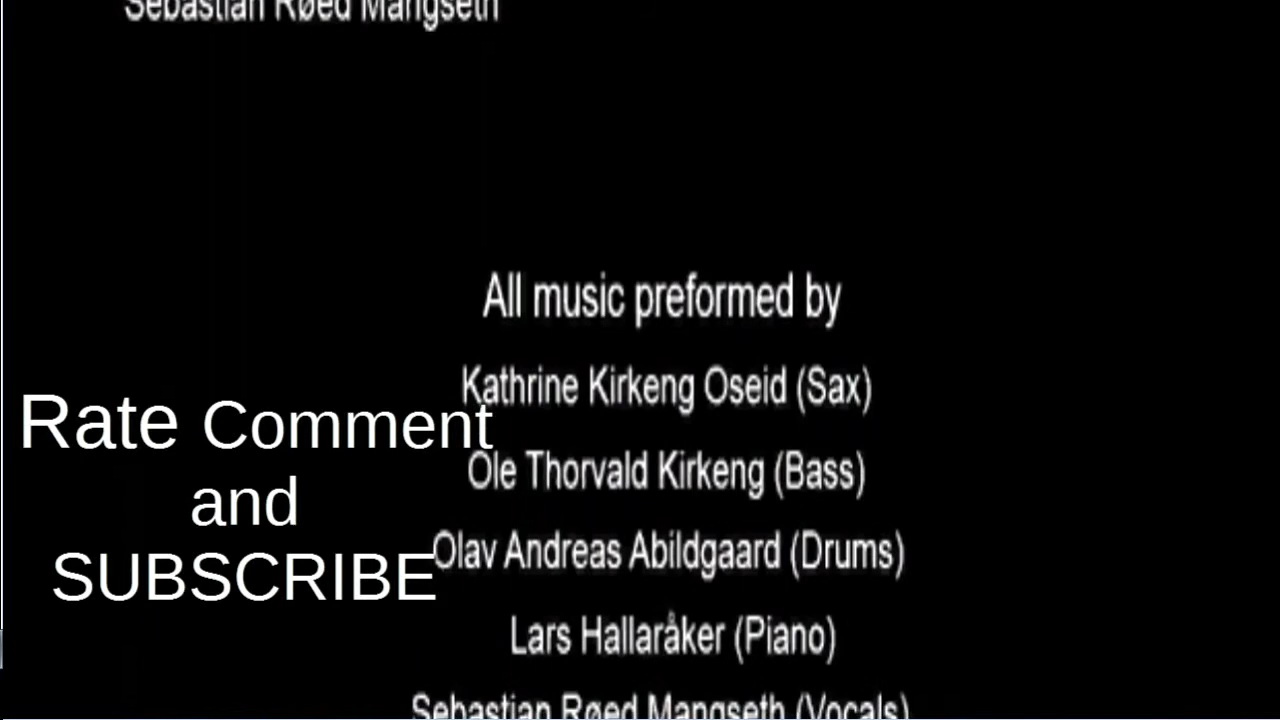 Sebastian Røed Mangseth
All music preformed by
Kathrine Kirkeng Oseid (Sax)
Rate Comment
and
SUBSCRIBE
Ole Thorvald Kirkeng (Bass)
Olav Andreas Abildgaard (Drums)
Lars Hallaråker (Piano)
Sebastian Røed Mangseth (Vocals)